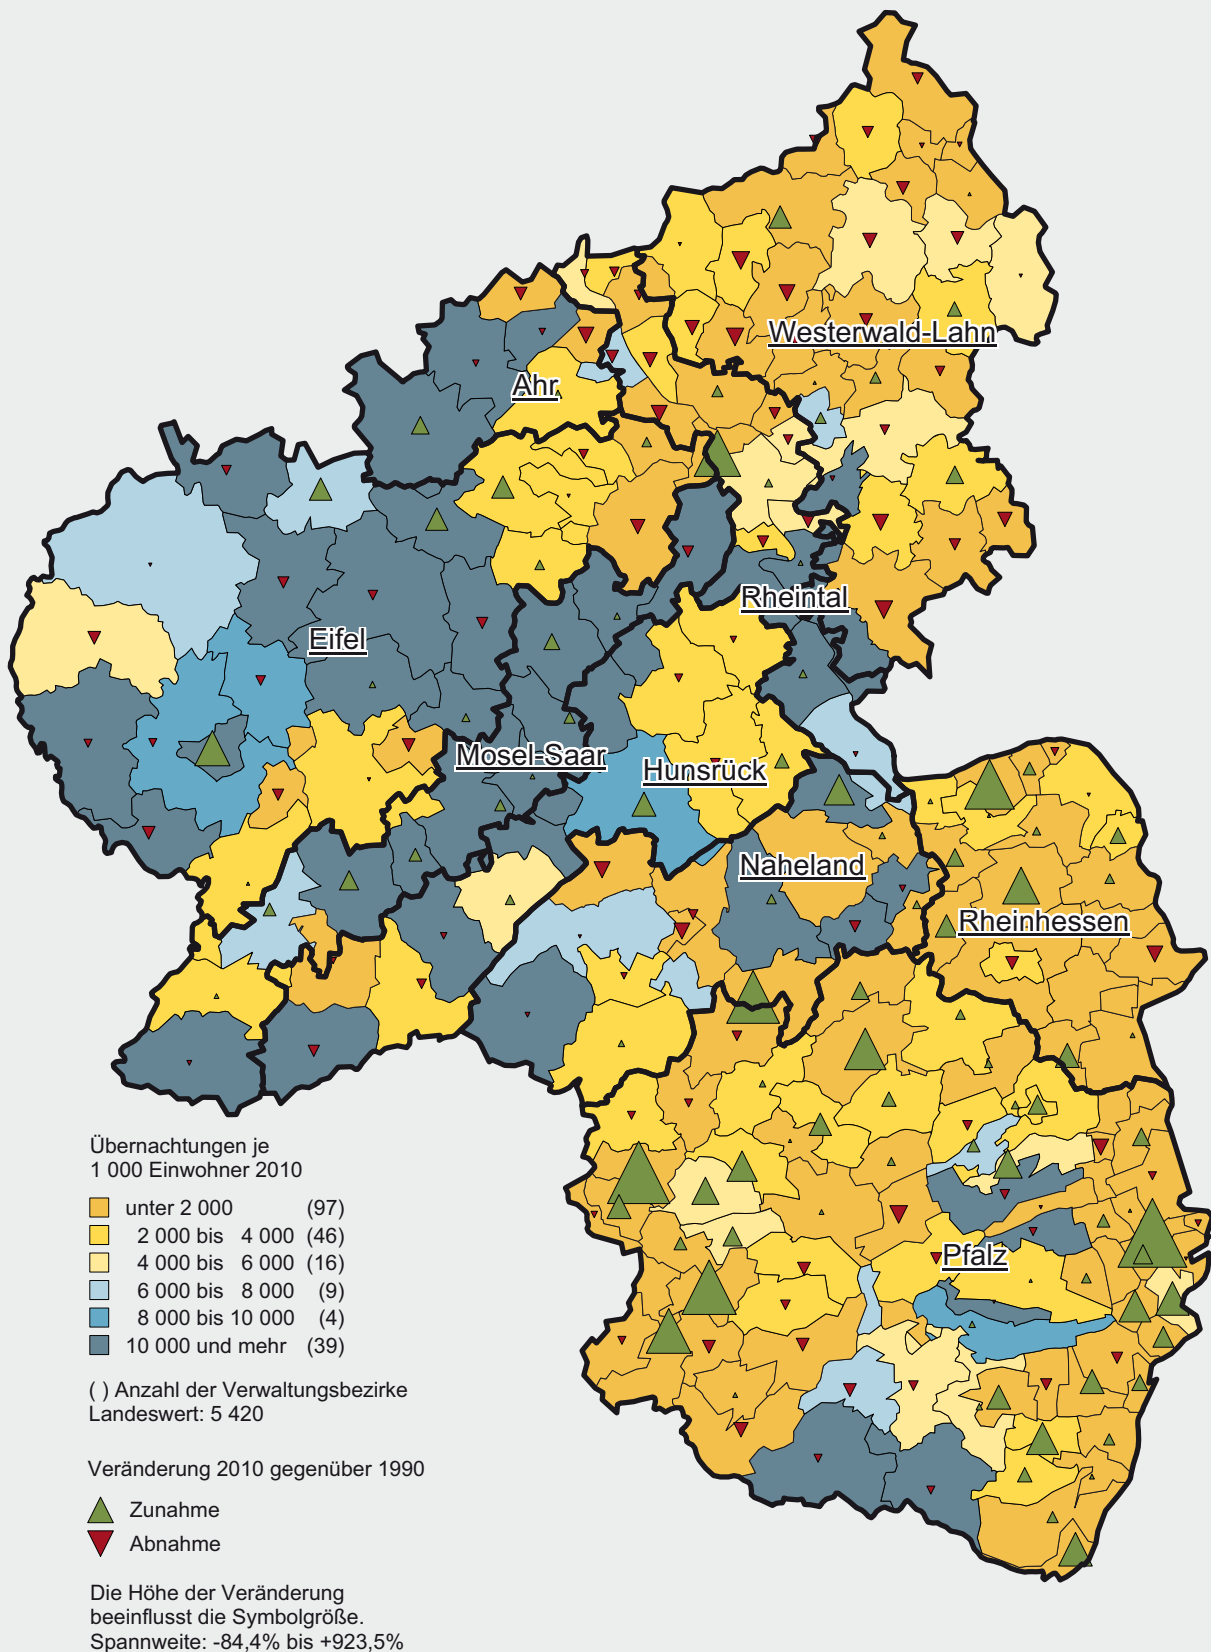 Westerwald-Lahn
Ahr
Rheintal
Eifel
Mosel-Saar
Hunsrück
Naheland
Rheinhessen
Pfalz
Übernachtungen je
1 000 Einwohner 2010
unter 2 000 (97)
2 000 bis 4 000 (46)
4 000 bis 6 000 (16)
6 000 bis 8 000 (9)
8 000 bis 10 000 (4)
10 000 und mehr (39)
( ) Anzahl der Verwaltungsbezirke
Landeswert: 5 420
Veränderung 2010 gegenüber 1990
Zunahme
Abnahme
Die Höhe der Veränderung
beeinflusst die Symbolgröße.
Spannweite: -84,4% bis +923,5%